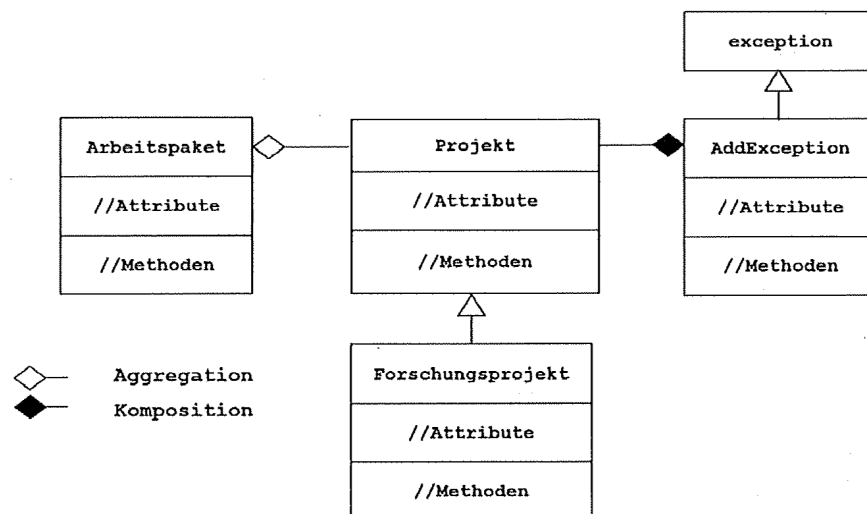 exception
Arbeitspaket
Projekt
AddException
//Attribute
//Attribute
//Attribute
//Methoden
//Methoden
//Methoden
Forschungsprojekt
//Attribute
//Methoden
Aggregation
Komposition